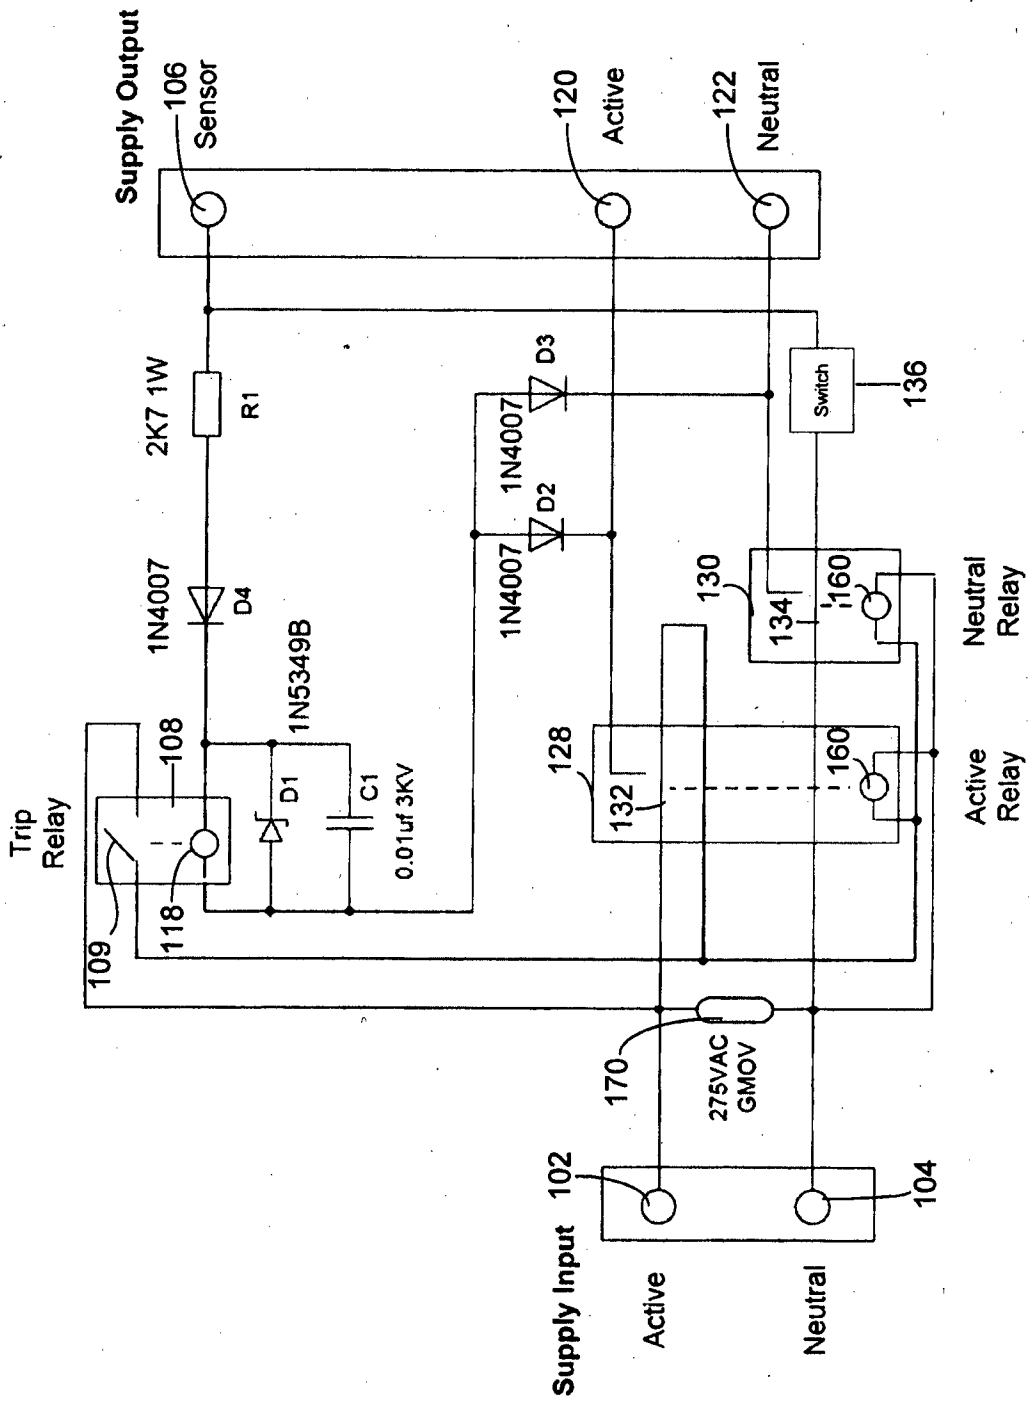 Supply Output
106
Sensor
120
Active
122
Neutral
2K7 1W
R1
1N4007
D4
1N4007
D3
1N4007
D2
Switch
136
Trip
Relay
108
109
118
1N5349B
D1
C1
0.01uf 3KV
128
132
160
Active
Relay
130
134
160
Neutral
Relay
170
275VAC
GMOV
Supply Input
102
Active
104
Neutral